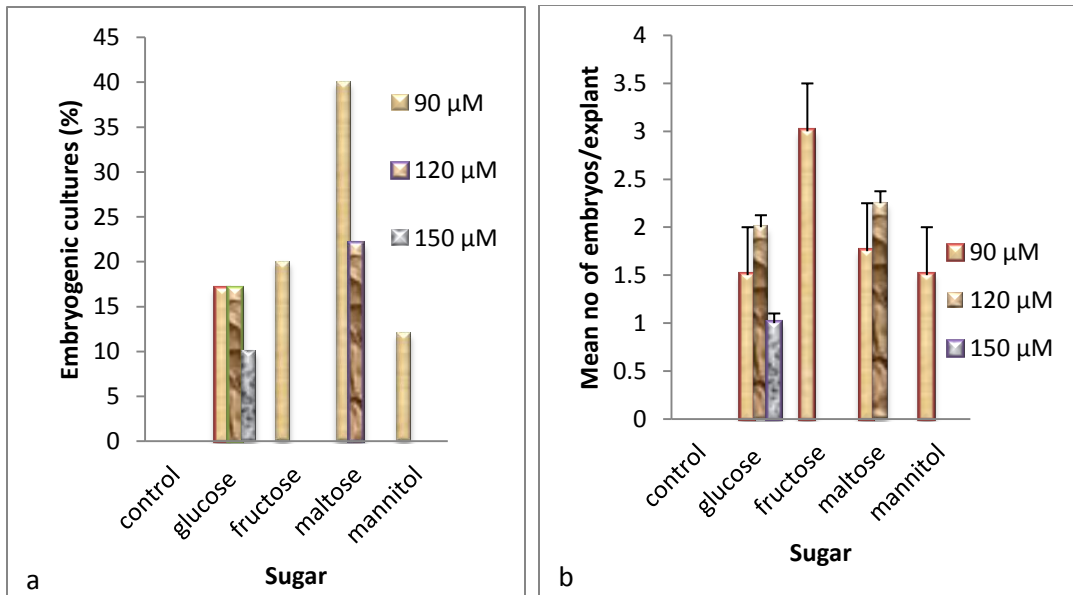 45
40
35
30
25
20
15
10
5
0
Embryogenic cultures (%)
90 µM
120 µM
150 µM
control
glucose
fructose
maltose
mannitol
Sugar
a
4
3.5
3
2.5
2
1.5
1
0.5
0
Mean no of embryos/explant
90 µM
120 µM
150 µM
control
glucose
fructose
maltose
mannitol
Sugar
b